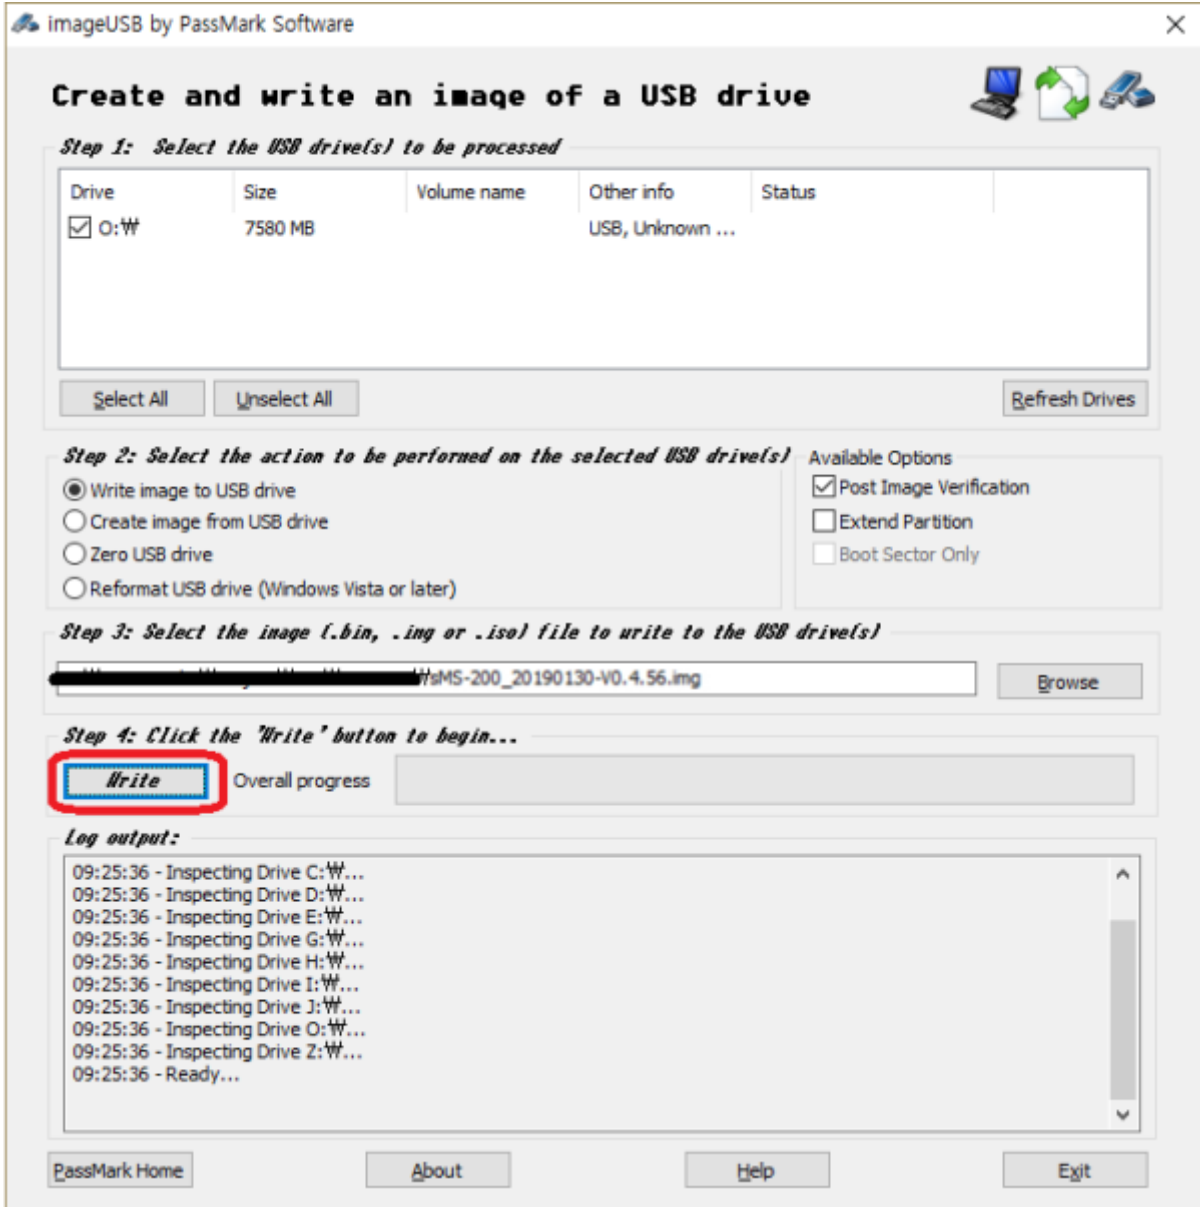 imageUSB by PassMark Software
Create and write an image of a USB drive
Step 1: Select the USB drive(s) to be processed
Drive Size Volume name Other info Status
O:₩ 7580 MB USB, Unknown ...
Select All Unselect All Refresh Drives
Step 2: Select the action to be performed on the selected USB drive(s) Available Options
Write image to USB drive Post Image Verification
Create image from USB drive Extend Partition
Zero USB drive Boot Sector Only
Reformat USB drive (Windows Vista or later)
Step 3: Select the image (.bin, .img or .iso) file to write to the USB drive(s)
₩sMS-200_20190130-V0.4.56.img Browse
Step 4: Click the 'Write' button to begin...
Write Overall progress
Log output:
09:25:36 - Inspecting Drive C:₩...
09:25:36 - Inspecting Drive D:₩...
09:25:36 - Inspecting Drive E:₩...
09:25:36 - Inspecting Drive G:₩...
09:25:36 - Inspecting Drive H:₩...
09:25:36 - Inspecting Drive I:₩...
09:25:36 - Inspecting Drive J:₩...
09:25:36 - Inspecting Drive O:₩...
09:25:36 - Inspecting Drive Z:₩...
09:25:36 - Ready...
PassMark Home About Help Exit